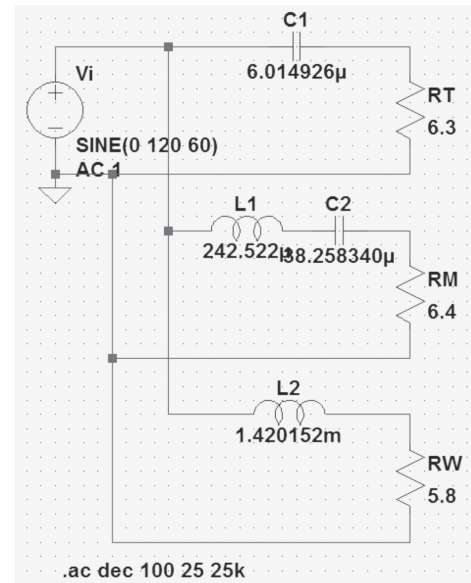 C1
6.014926µ
Vi
RT
6.3
SINE(0 120 60)
AC 1
L1
C2
242.522µ
38.258340µ
RM
6.4
L2
1.420152m
RW
5.8
.ac dec 100 25 25k